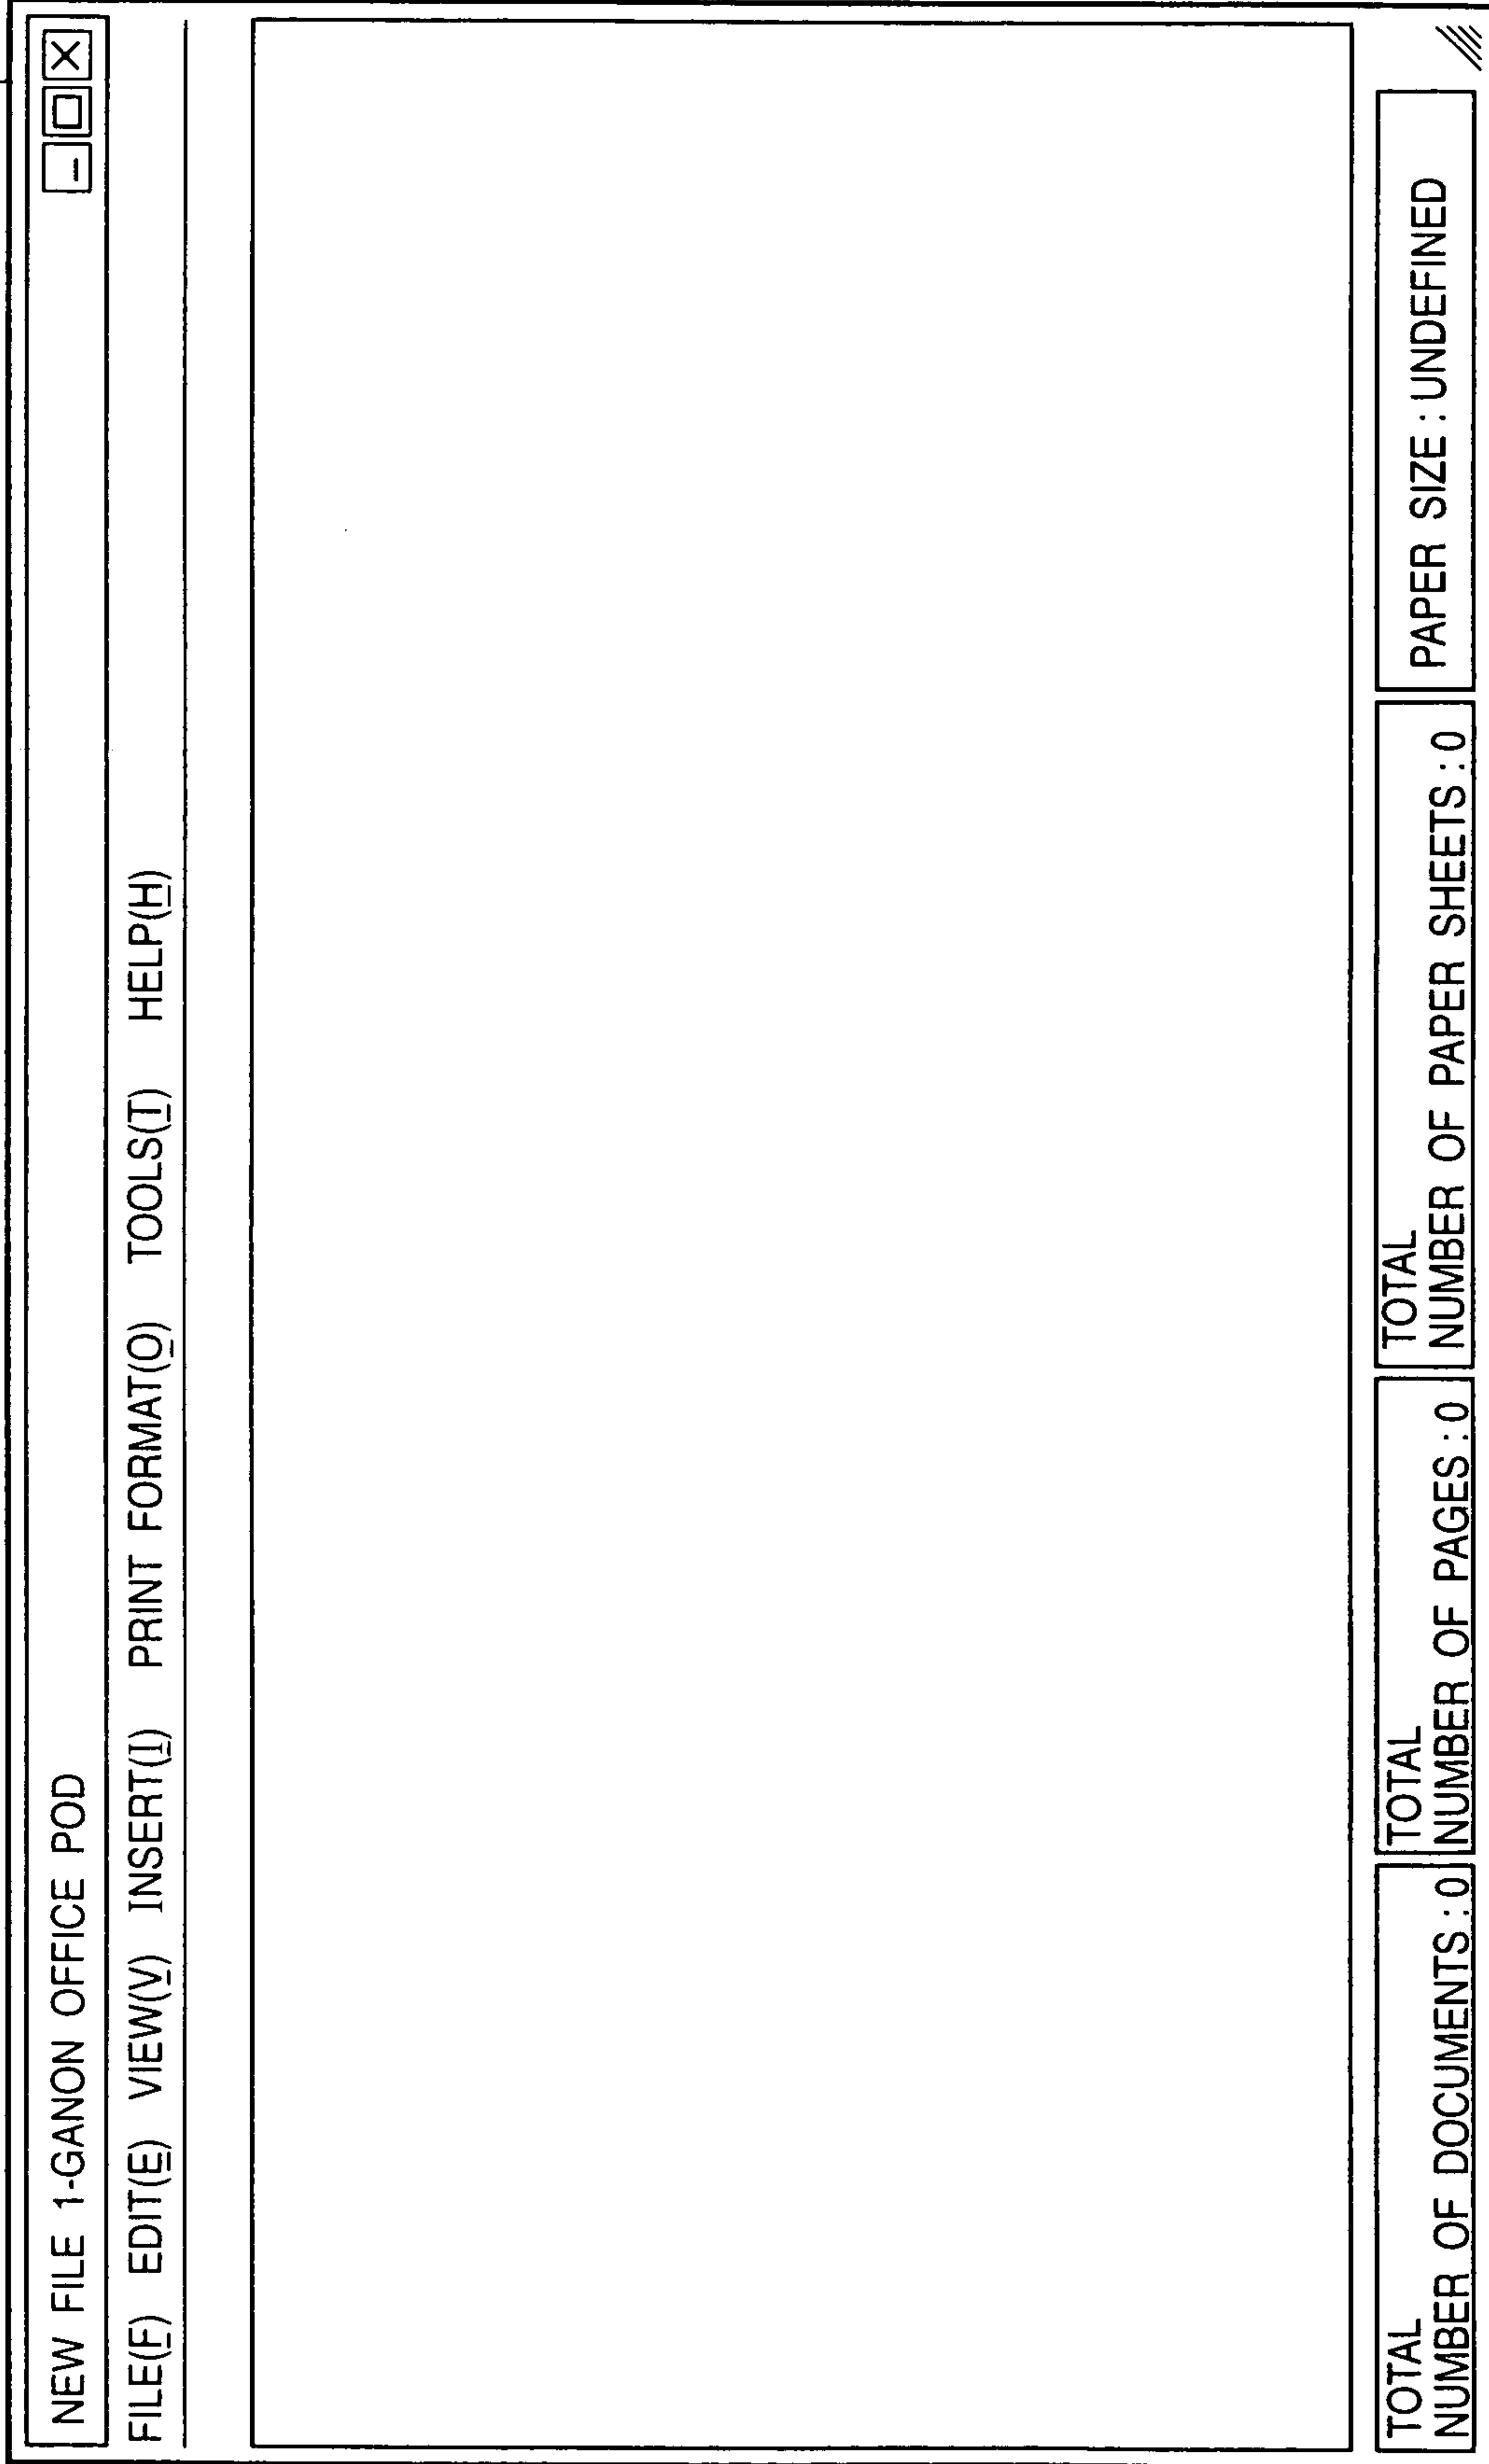 NEW FILE 1-GANON OFFICE POD
FILE(F) EDIT(E) VIEW(V) INSERT(I) PRINT FORMAT(O) TOOLS(T) HELP(H)
TOTAL
NUMBER OF DOCUMENTS : 0
TOTAL
NUMBER OF PAGES : 0
TOTAL
NUMBER OF PAPER SHEETS : 0
PAPER SIZE : UNDEFINED